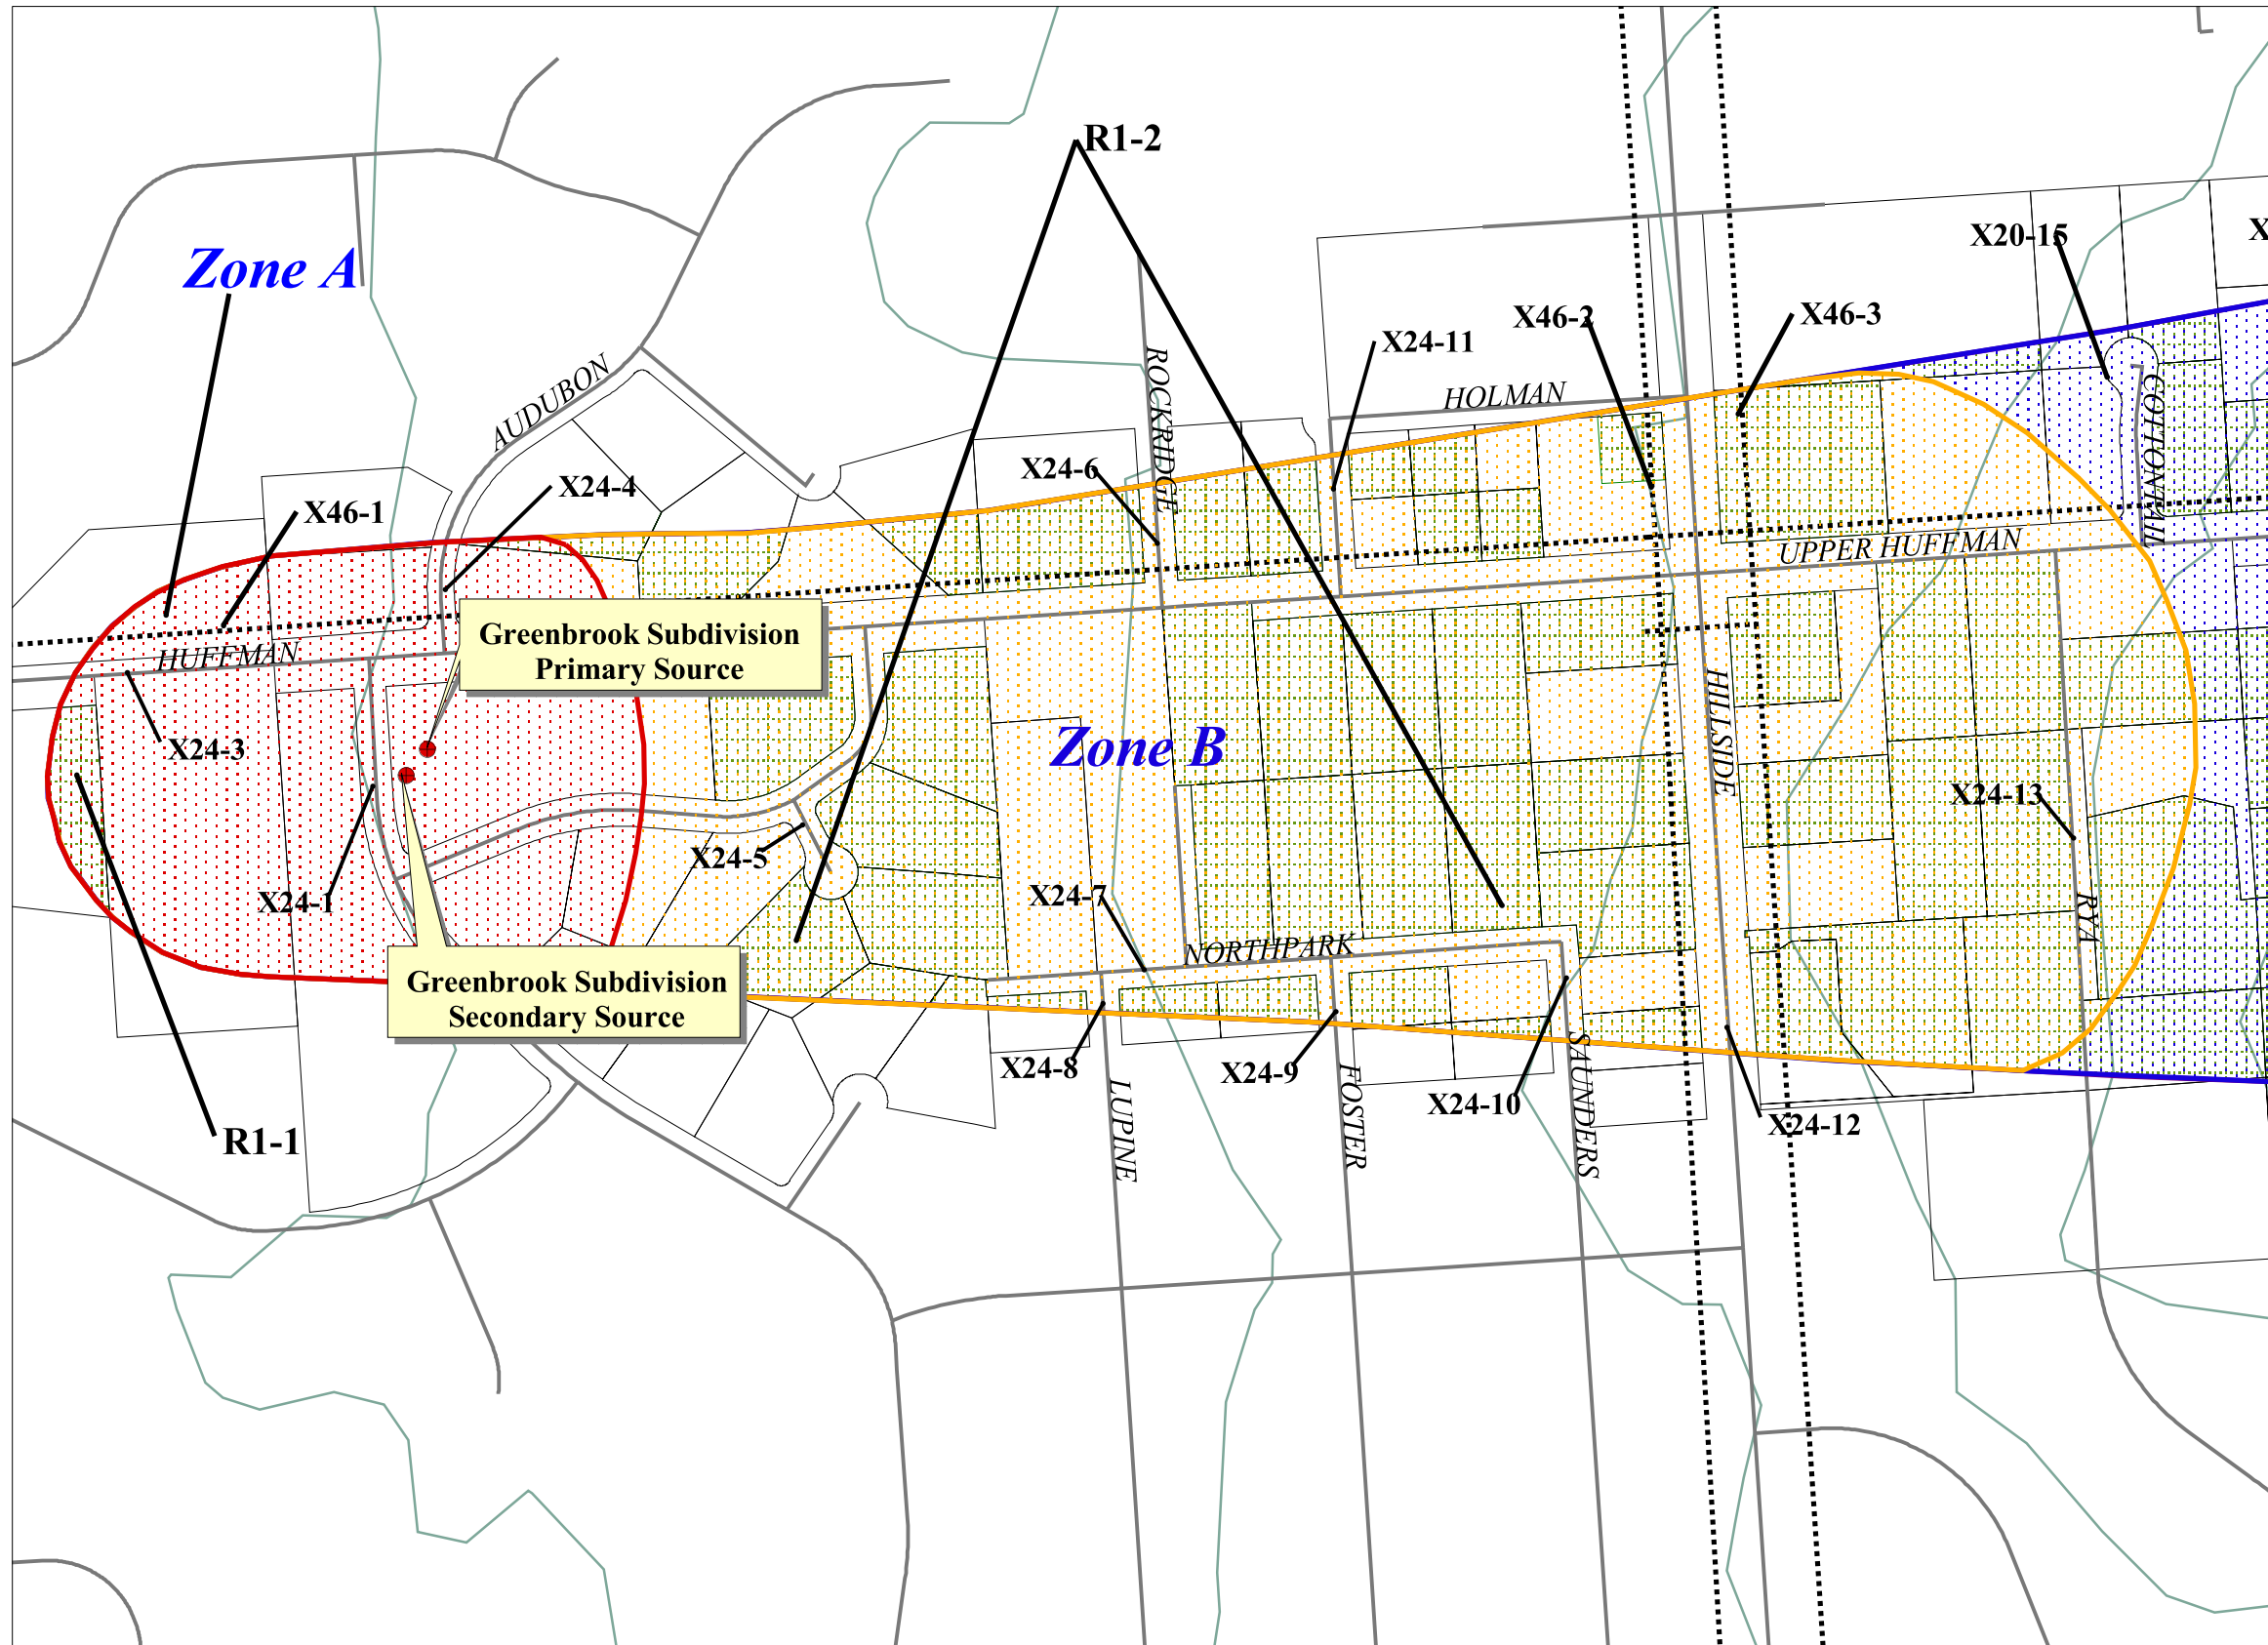 R1-2
X20-15
X
Zone A
X46-2
X46-3
X24-11
ROCKRIDGE
HOLMAN
AUDUBON
COTTONTAIL
X24-6
X24-4
X46-1
UPPER HUFFMAN
Greenbrook Subdivision
Primary Source
HUFFMAN
X24-3
Zone B
HILLSIDE
X24-13
X24-5
X24-7
X24-1
RYA
NORTHPARK
Greenbrook Subdivision
Secondary Source
X24-8
X24-9
SAUNDERS
X24-10
X24-12
R1-1
LUPINE
FOSTER